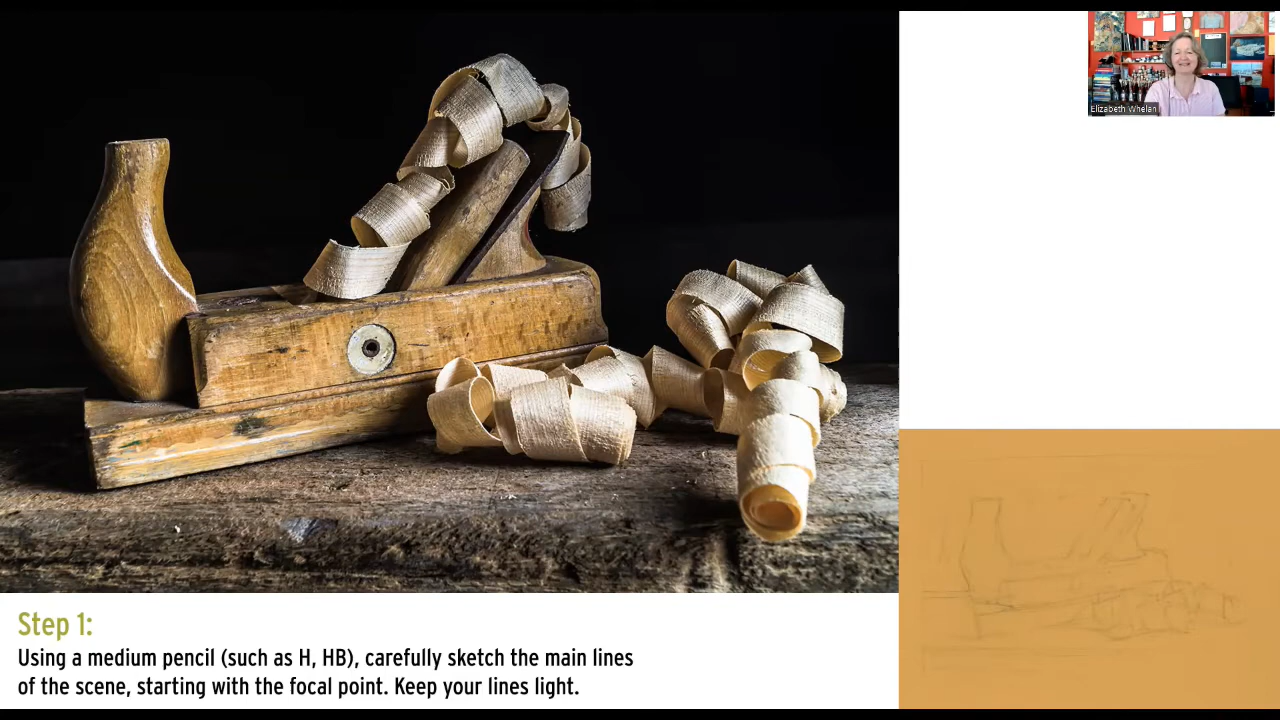 Elizabeth Whelan
Step 1:
Using a medium pencil (such as H, HB), carefully sketch the main lines
of the scene, starting with the focal point. Keep your lines light.